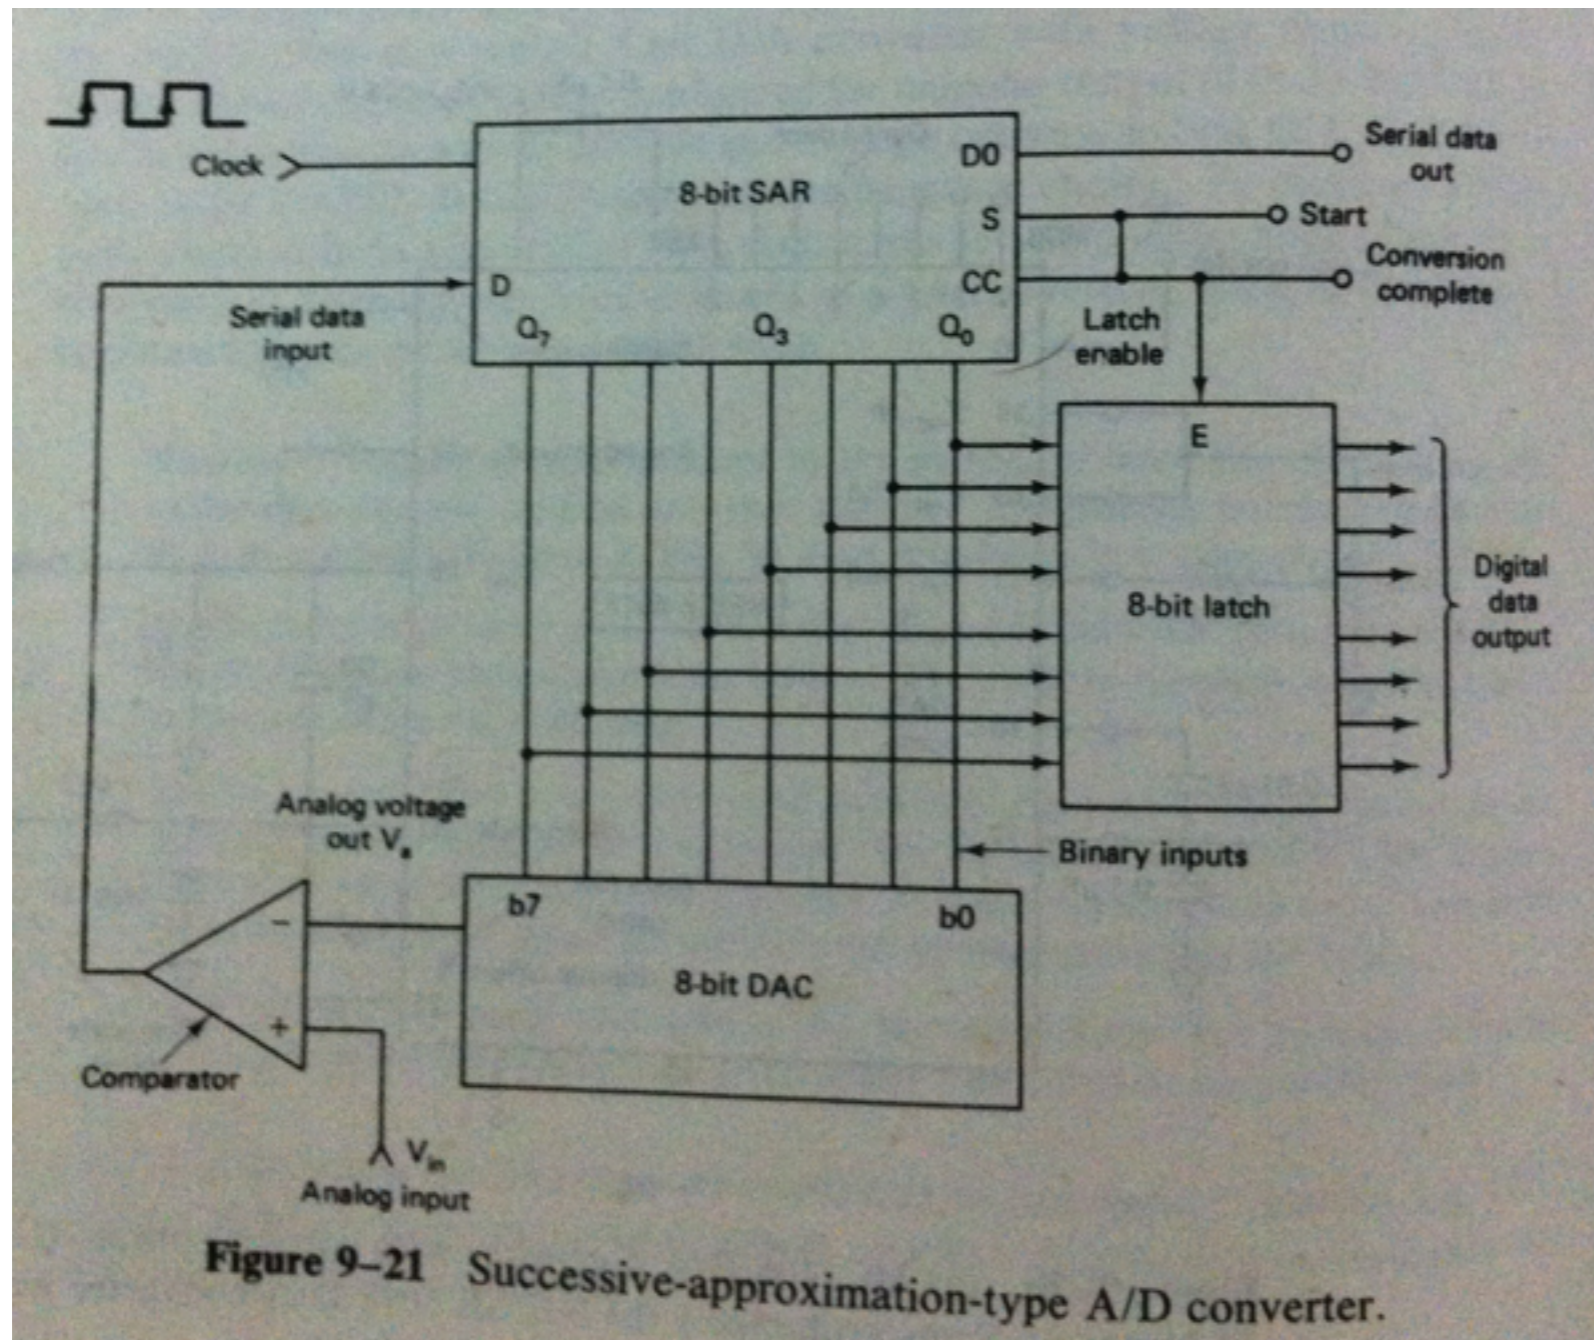 Clock
8-bit SAR
D0
Serial data
out
S
Start
CC
Conversion
complete
D
Serial data
input
Q7
Q3
Q0
Latch
enable
E
8-bit latch
Digital
data
output
Analog voltage
out Va
Binary inputs
b7
b0
8-bit DAC
−
+
Comparator
Vin
Analog input
Figure 9–21 Successive-approximation-type A/D converter.